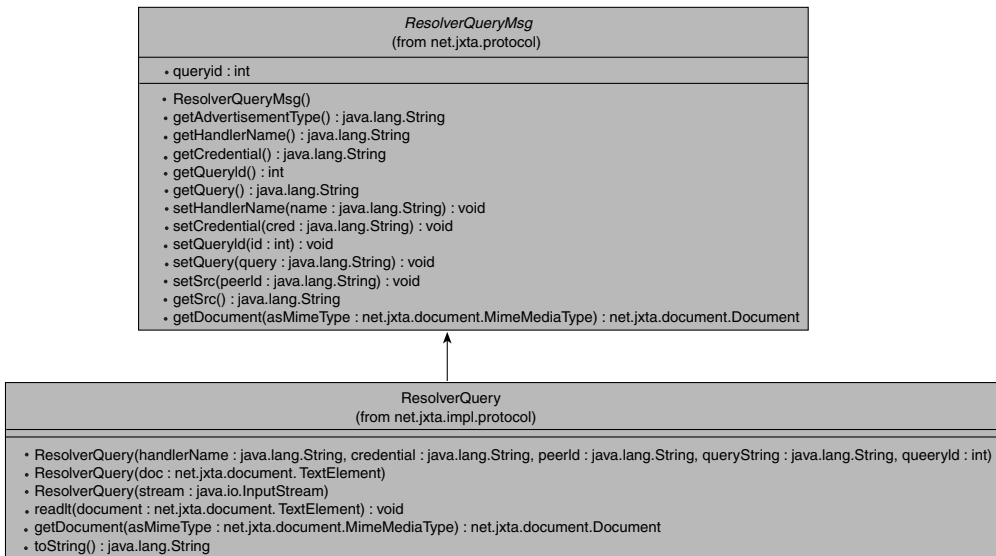 ResolverQueryMsg
(from net.jxta.protocol)
• queryid : int
• ResolverQueryMsg()
• getAdvertisementType() : java.lang.String
• getHandlerName() : java.lang.String
• getCredential() : java.lang.String
• getQueryId() : int
• getQuery() : java.lang.String
• setHandlerName(name : java.lang.String) : void
• setCredential(cred : java.lang.String) : void
• setQueryId(id : int) : void
• setQuery(query : java.lang.String) : void
• setSrc(peerId : java.lang.String) : void
• getSrc() : java.lang.String
• getDocument(asMimeType : net.jxta.document.MimeMediaType) : net.jxta.document.Document
ResolverQuery
(from net.jxta.impl.protocol)
• ResolverQuery(handlerName : java.lang.String, credential : java.lang.String, peerId : java.lang.String, queryString : java.lang.String, queeryId : int)
• ResolverQuery(doc : net.jxta.document. TextElement)
• ResolverQuery(stream : java.io.InputStream)
• readIt(document : net.jxta.document. TextElement) : void
• getDocument(asMimeType : net.jxta.document.MimeMediaType) : net.jxta.document.Document
• toString() : java.lang.String